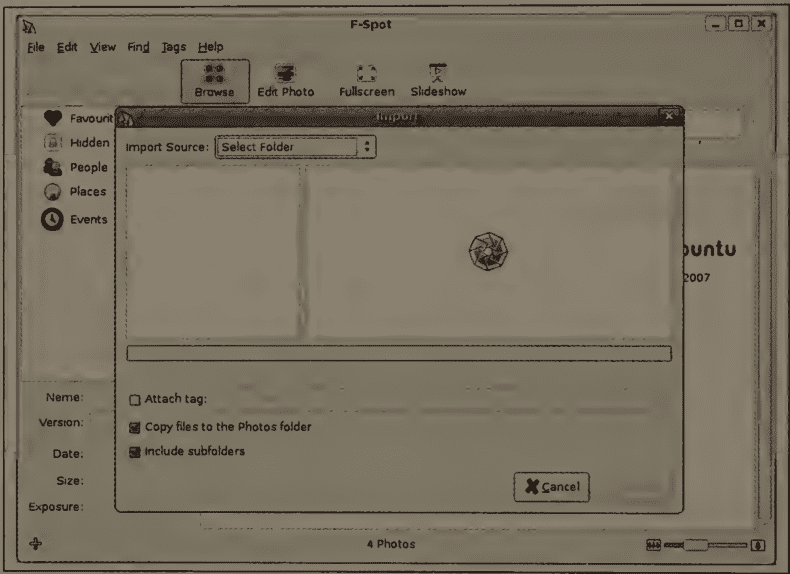 F-Spot
File Edit View Find Tags Help
Browse Edit Photo Fullscreen Slideshow
Favourit
Hidden
People
Places
Events
Import
Import Source: Select Folder
buntu
2007
Name:
Version:
Date:
Size:
Exposure:
Attach tag:
Copy files to the Photos folder
Include subfolders
Cancel
4 Photos